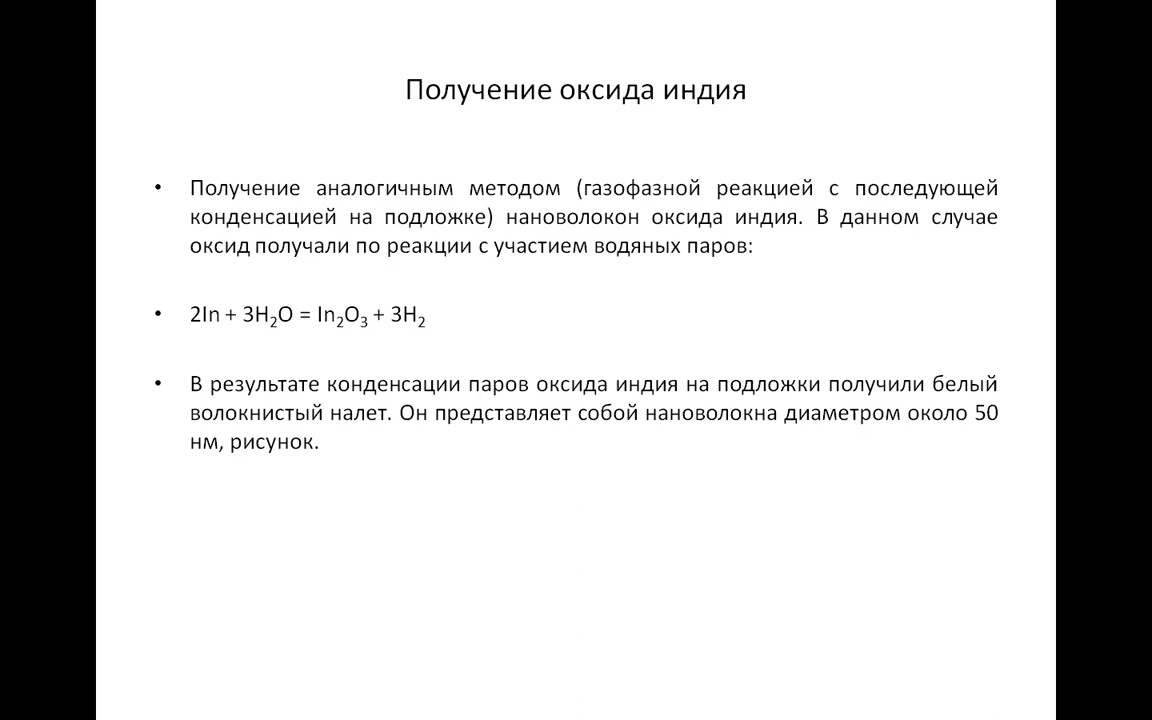 Получение оксида индия
• Получение аналогичным методом (газофазной реакцией с последующей
конденсацией на подложке) нановолокон оксида индия. В данном случае
оксид получали по реакции с участием водяных паров:
• 2In + 3H₂O = In₂O₃ + 3H₂
• В результате конденсации паров оксида индия на подложки получили белый
волокнистый налет. Он представляет собой нановолокна диаметром около 50
нм, рисунок.